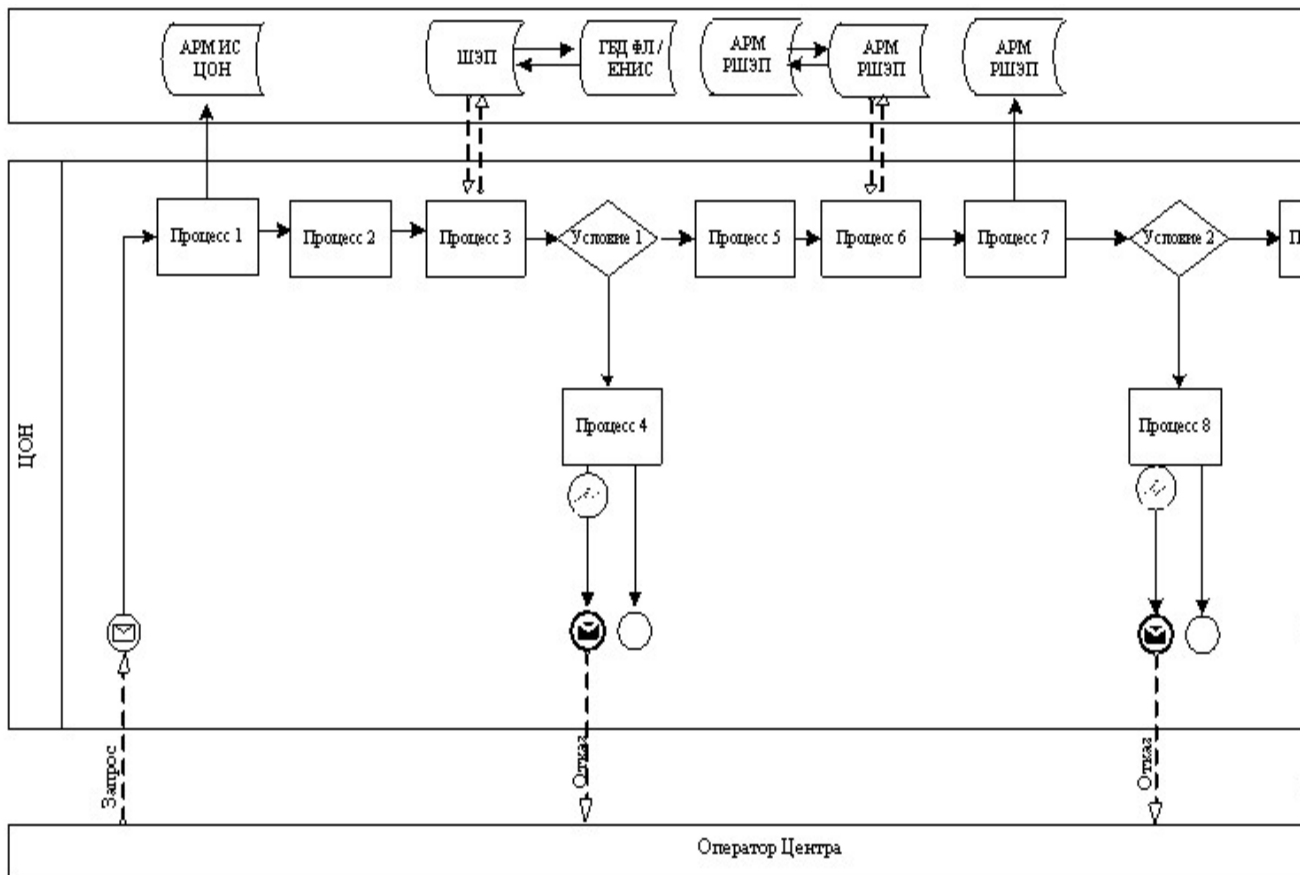 АРМ ИС
ЦОН
ШЭП
ГБД ФЛ /
ЕНИС
АРМ
РШЭП
АРМ
РШЭП
АРМ
РШЭП
Процесс 1
Процесс 2
Процесс 3
Условие 1
Процесс 5
Процесс 6
Процесс 7
Условие 2
П
Процесс 4
Процесс 8
ЦОН
Запрос
Отказ
Отказ
Оператор Центра